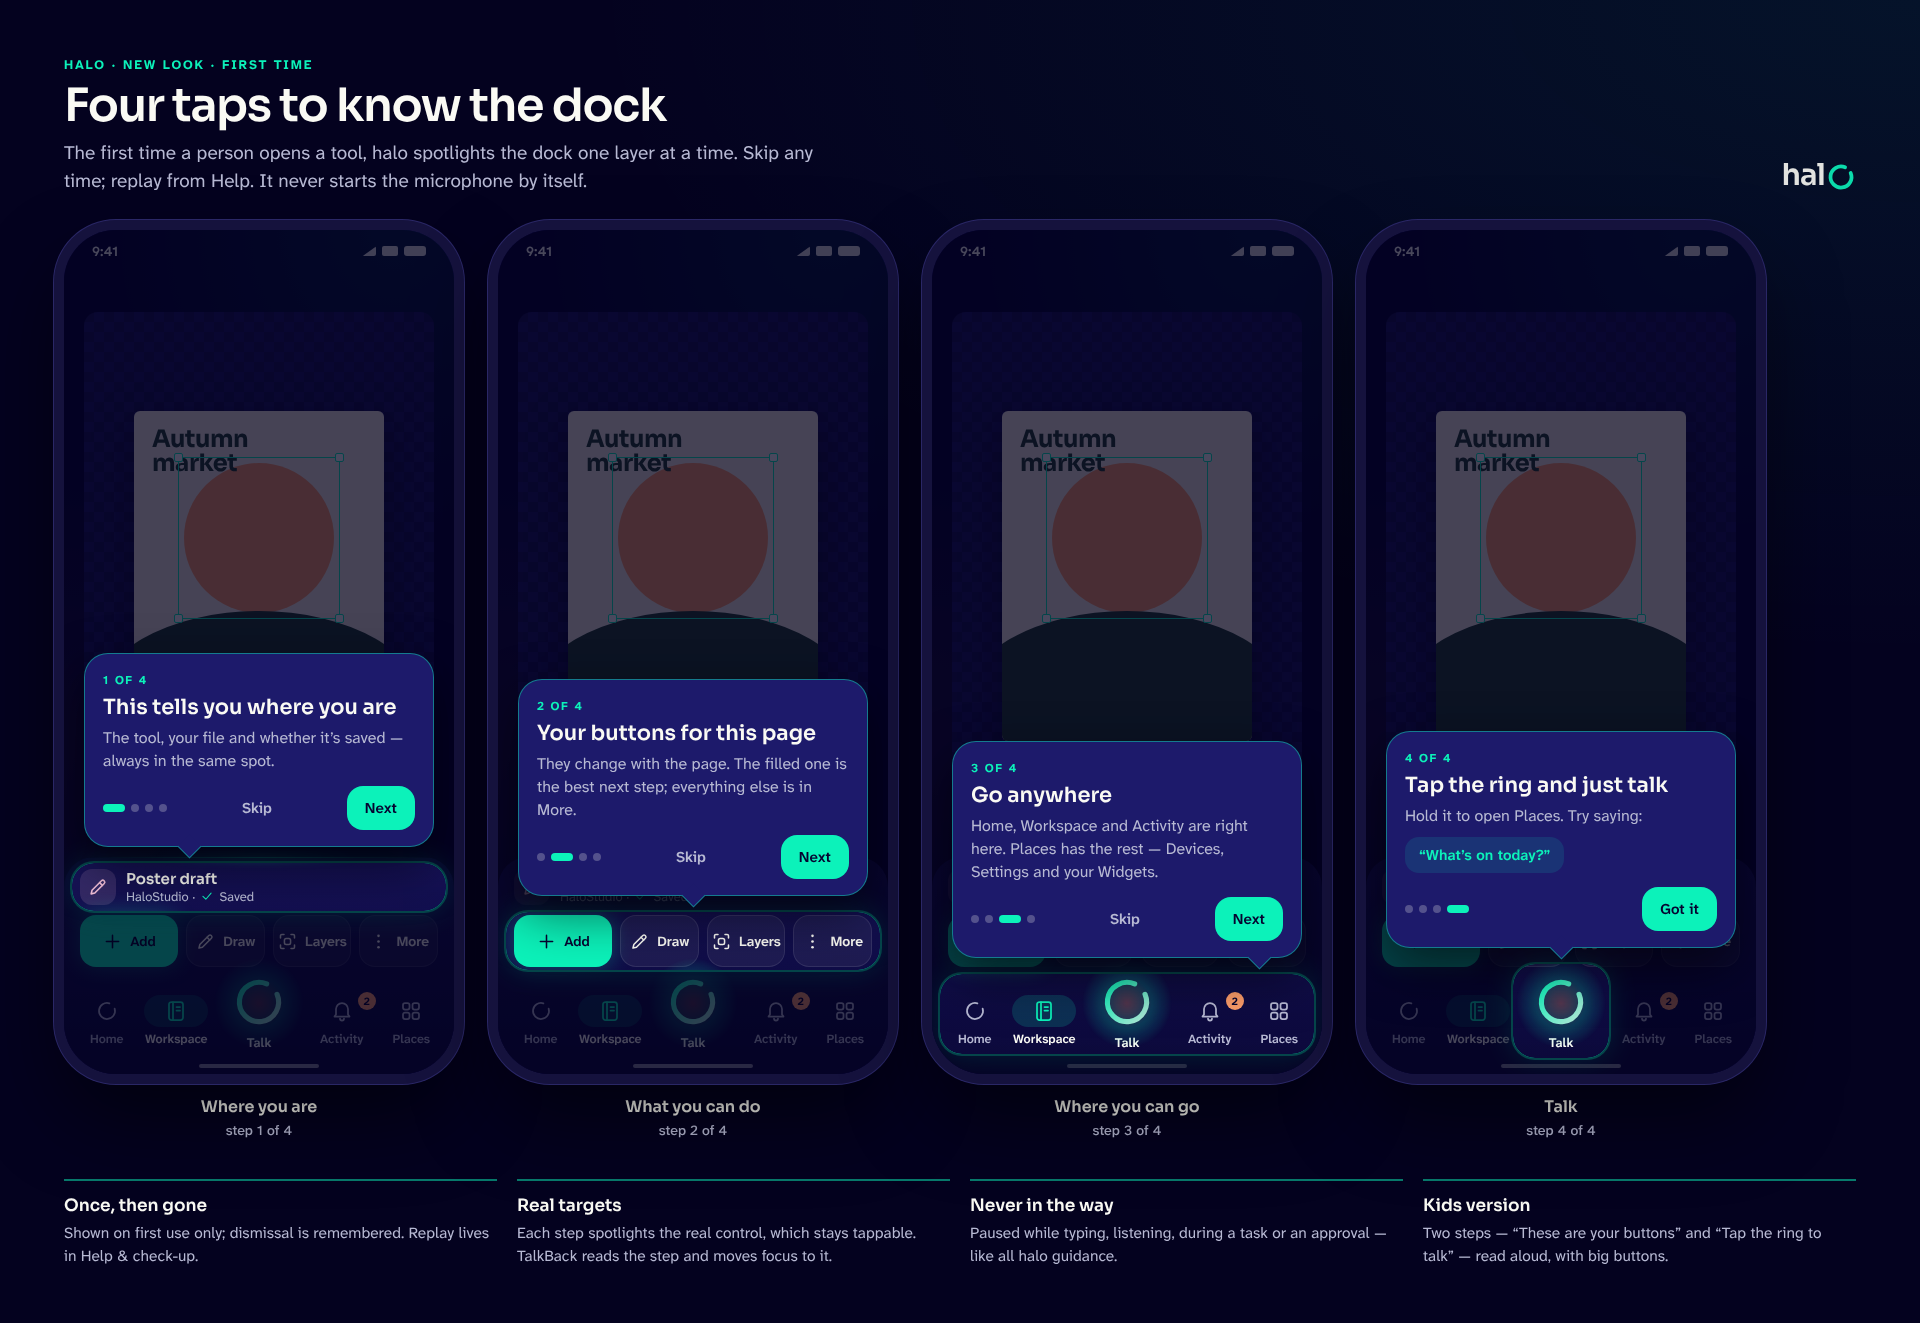 HALO · NEW LOOK · FIRST TIME
Four taps to know the dock
The first time a person opens a tool, halo spotlights the dock one layer at a time. Skip any
time; replay from Help. It never starts the microphone by itself.
halo
9:41
Autumn
market
1 OF 4
This tells you where you are
The tool, your file and whether it's saved —
always in the same spot.
Skip
Next
Poster draft
HaloStudio · ✓ Saved
Add
Draw
Layers
More
2
Home
Workspace
Talk
Activity
Places
Where you are
step 1 of 4
9:41
Autumn
market
2 OF 4
Your buttons for this page
They change with the page. The filled one is
the best next step; everything else is in
More.
Skip
Next
HaloStudio · ✓ Saved
Add
Draw
Layers
More
2
Home
Workspace
Talk
Activity
Places
What you can do
step 2 of 4
9:41
Autumn
market
3 OF 4
Go anywhere
Home, Workspace and Activity are right
here. Places has the rest — Devices,
Settings and your Widgets.
Skip
Next
2
Home
Workspace
Talk
Activity
Places
Where you can go
step 3 of 4
9:41
Autumn
market
4 OF 4
Tap the ring and just talk
Hold it to open Places. Try saying:
“What's on today?”
Got it
2
Home
Workspace
Talk
Activity
Places
Talk
step 4 of 4
Once, then gone
Shown on first use only; dismissal is remembered. Replay lives
in Help & check-up.
Real targets
Each step spotlights the real control, which stays tappable.
TalkBack reads the step and moves focus to it.
Never in the way
Paused while typing, listening, during a task or an approval —
like all halo guidance.
Kids version
Two steps — “These are your buttons” and “Tap the ring to
talk” — read aloud, with big buttons.